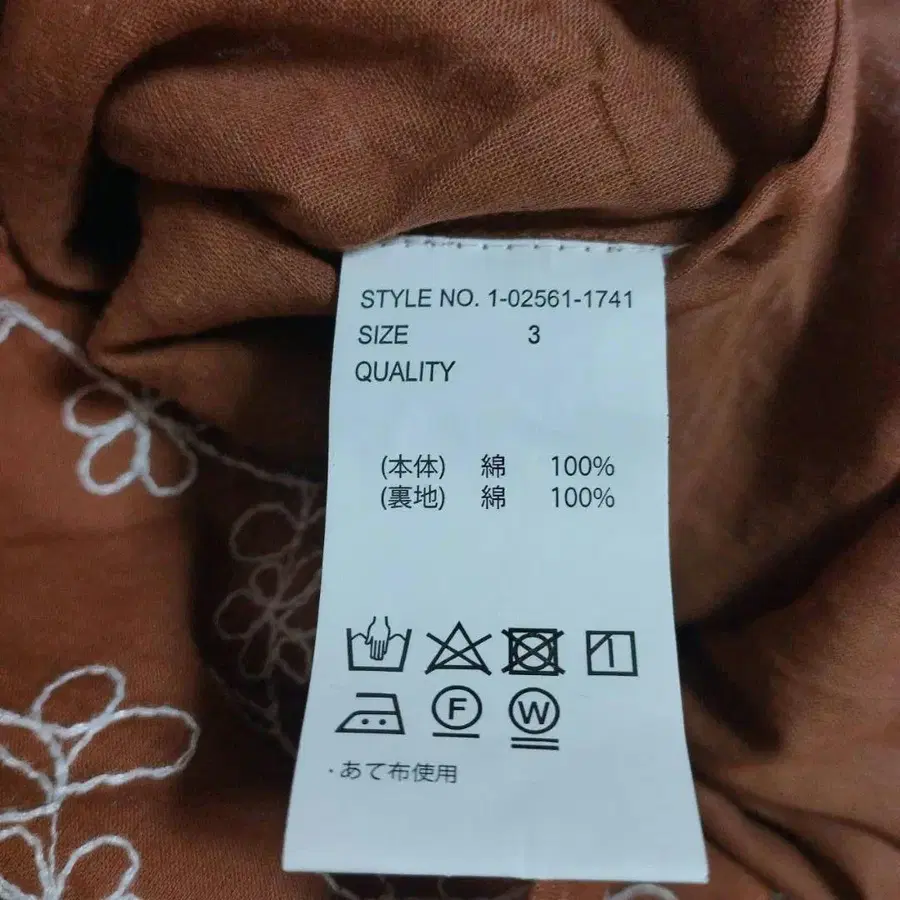 STYLE NO. 1-02561-1741
SIZE 3
QUALITY
(本体) 綿 100%
(裏地) 綿 100%
F W
・あて布使用